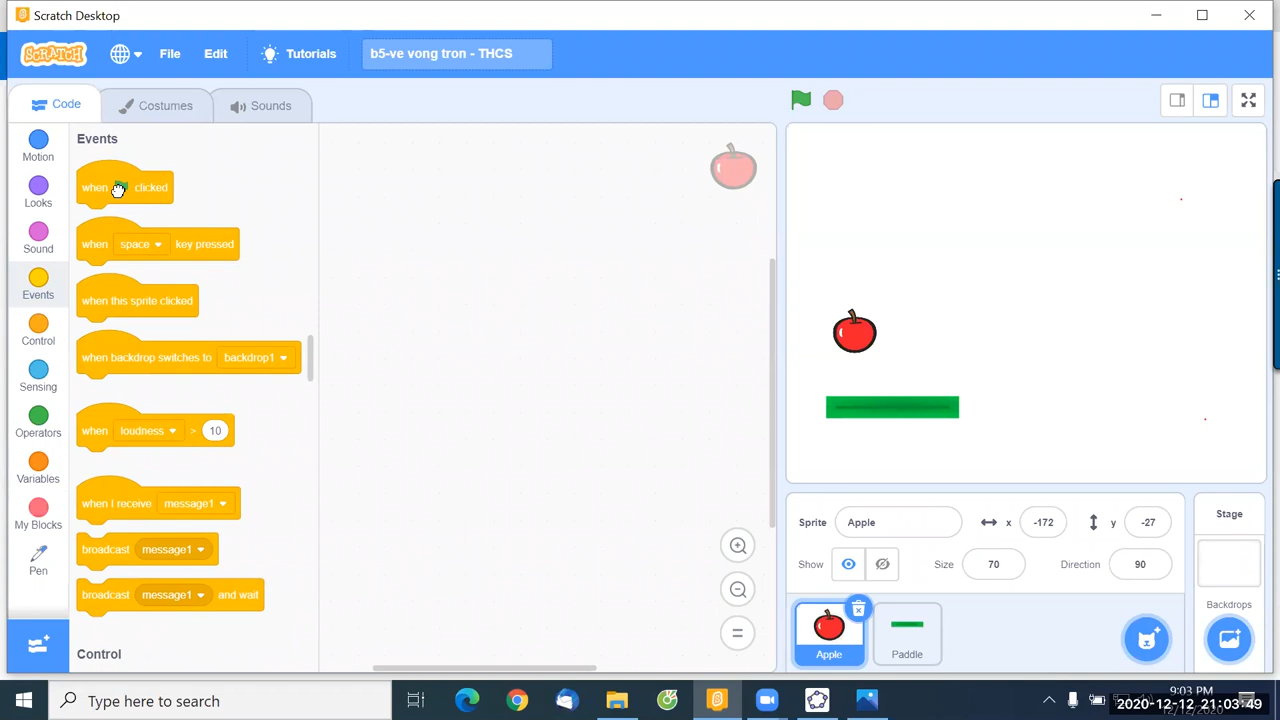 Scratch Desktop
SCRATCH
File
Edit
Tutorials
b5-ve vong tron - THCS
Code
Costumes
Sounds
Motion
Looks
Sound
Events
Control
Sensing
Operators
Variables
My Blocks
Pen
Events
when clicked
when space key pressed
when this sprite clicked
when backdrop switches to backdrop1
when loudness > 10
when I receive message1
broadcast message1
broadcast message1 and wait
Control
Sprite Apple x -172 y -27
Show Size 70 Direction 90
Apple
Paddle
Stage
Backdrops
Type here to search
9:03 PM
2020-12-12 21:03:49